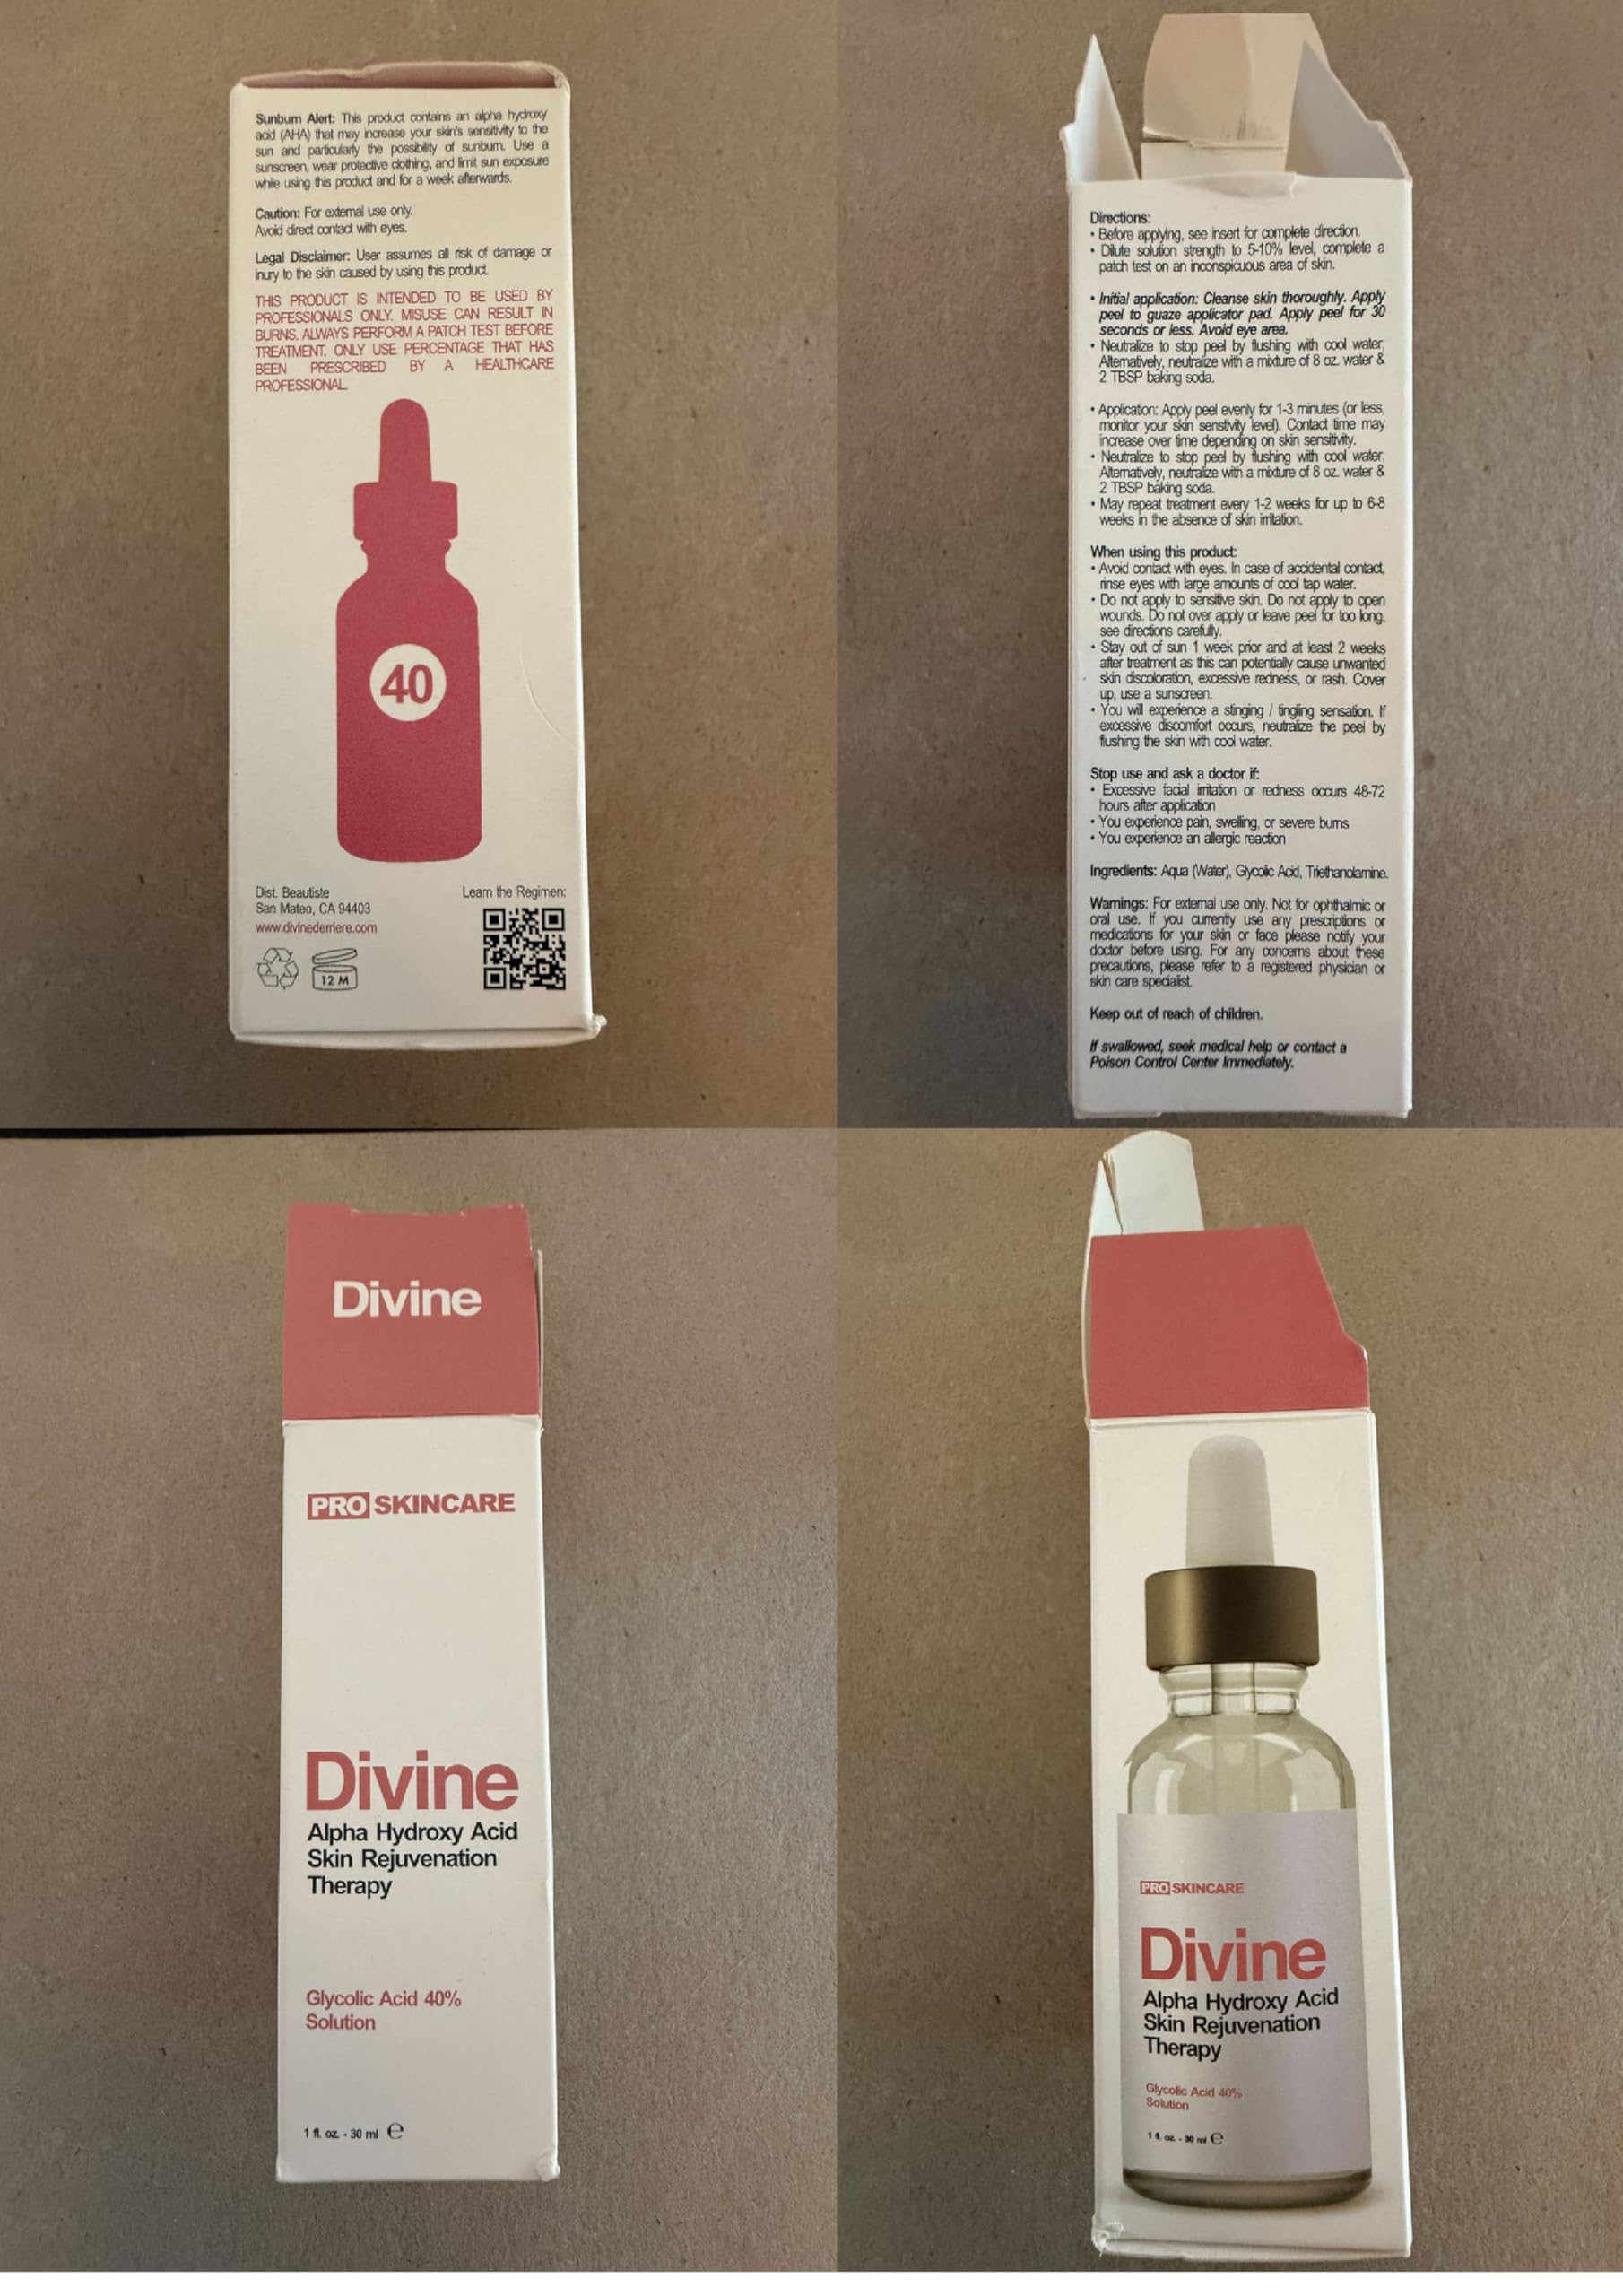 Sunburn Alert: This product contains an alpha hydroxy
acid (AHA) that may increase your skin's sensitivity to the
sun and particularly the possibility of sunburn. Use a
sunscreen, wear protective clothing, and limit sun exposure
while using this product and for a week afterwards.
Caution: For external use only.
Avoid direct contact with eyes.
Legal Disclaimer: User assumes all risk of damage or
inury to the skin caused by using this product.
THIS PRODUCT IS INTENDED TO BE USED BY
PROFESSIONALS ONLY. MISUSE CAN RESULT IN
BURNS. ALWAYS PERFORM A PATCH TEST BEFORE
TREATMENT. ONLY USE PERCENTAGE THAT HAS
BEEN PRESCRIBED BY A HEALTHCARE
PROFESSIONAL.
40
Dist. Beautiste
San Mateo, CA 94403
www.divinederriere.com
Learn the Regimen:
12 M
Directions:
• Before applying, see insert for complete direction.
• Dilute solution strength to 5-10% level, complete a
patch test on an inconspicuous area of skin.
• Initial application: Cleanse skin thoroughly. Apply
peel to guaze applicator pad. Apply peel for 30
seconds or less. Avoid eye area.
• Neutralize to stop peel by flushing with cool water,
Alternatively, neutralize with a mixture of 8 oz. water &
2 TBSP baking soda.
• Application: Apply peel evenly for 1-3 minutes (or less,
monitor your skin senstivity level). Contact time may
increase over time depending on skin sensitivity.
• Neutralize to stop peel by flushing with cool water.
Alternatively, neutralize with a mixture of 8 oz. water &
2 TBSP baking soda.
• May repeat treatment every 1-2 weeks for up to 6-8
weeks in the absence of skin irritation.
When using this product:
• Avoid contact with eyes. In case of accidental contact,
rinse eyes with large amounts of cool tap water.
• Do not apply to sensitive skin. Do not apply to open
wounds. Do not over apply or leave peel for too long,
see directions carefully.
• Stay out of sun 1 week prior and at least 2 weeks
after treatment as this can potentially cause unwanted
skin discoloration, excessive redness, or rash. Cover
up, use a sunscreen.
• You will experience a stinging / tingling sensation. If
excessive discomfort occurs, neutralize the peel by
flushing the skin with cool water.
Stop use and ask a doctor if:
• Excessive facial irritation or redness occurs 48-72
hours after application
• You experience pain, swelling, or severe burns
• You experience an allergic reaction
Ingredients: Aqua (Water), Glycolic Acid, Triethanolamine.
Warnings: For external use only. Not for ophthalmic or
oral use. If you currently use any prescriptions or
medications for your skin or face please notify your
doctor before using. For any concerns about these
precautions, please refer to a registered physician or
skin care specialist.
Keep out of reach of children.
If swallowed, seek medical help or contact a
Poison Control Center Immediately.
Divine
PRO SKINCARE
Divine
Alpha Hydroxy Acid
Skin Rejuvenation
Therapy
Glycolic Acid 40%
Solution
1 fl. oz. - 30 ml ℮
PRO SKINCARE
Divine
Alpha Hydroxy Acid
Skin Rejuvenation
Therapy
Glycolic Acid 40%
Solution
1 fl. oz. - 30 ml ℮